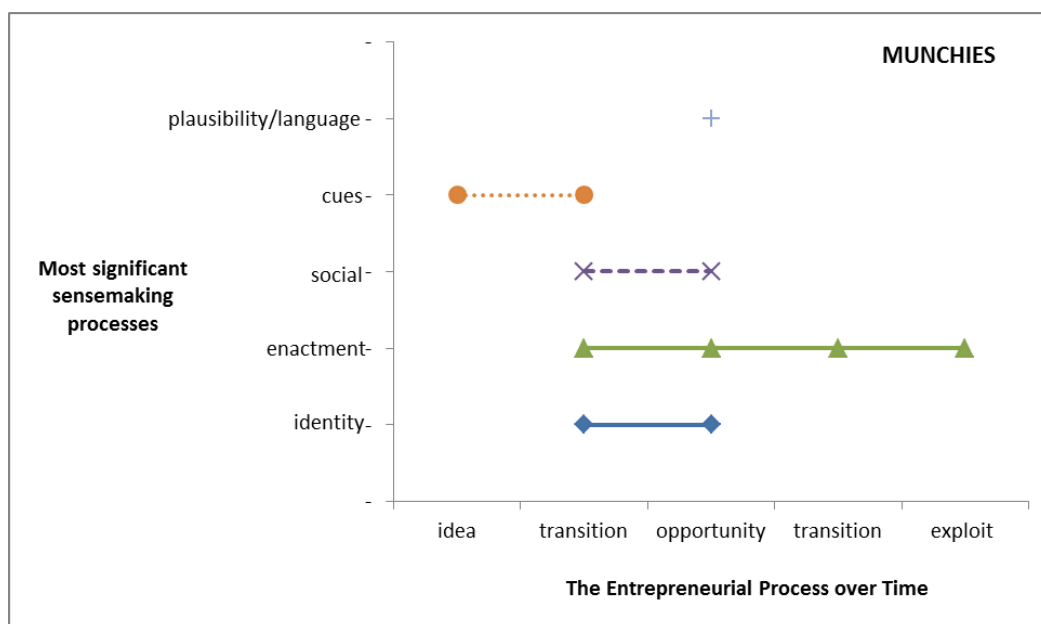 MUNCHIES
plausibility/language
cues
social
enactment
identity
Most significant
sensemaking
processes
idea
transition
opportunity
transition
exploit
The Entrepreneurial Process over Time